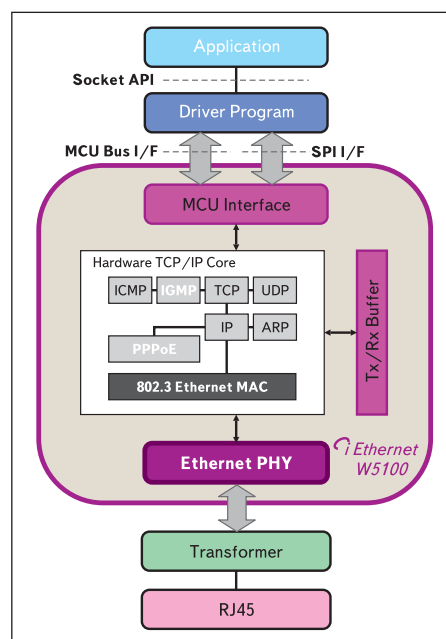 Application
Socket API
Driver Program
MCU Bus I/F
SPI I/F
MCU Interface
Hardware TCP/IP Core
ICMP IGMP TCP UDP
IP ARP
PPPoE
802.3 Ethernet MAC
Tx/Rx Buffer
Ethernet PHY
i Ethernet
W5100
Transformer
RJ45